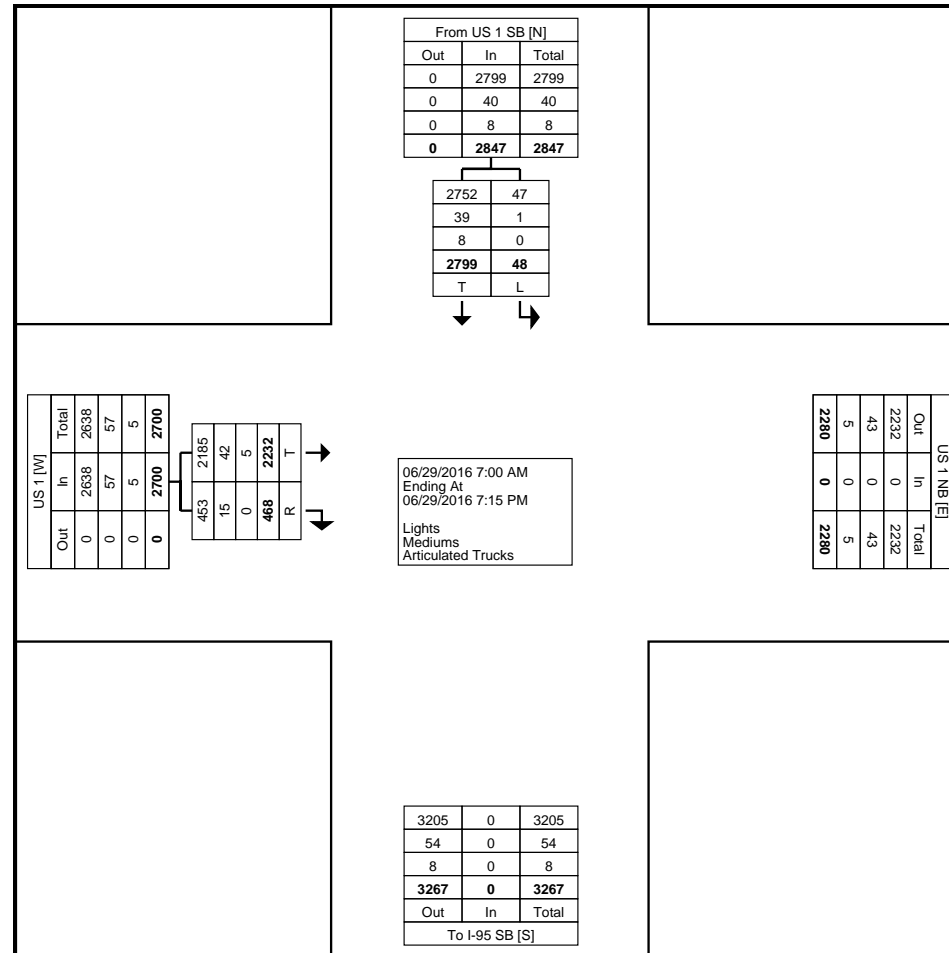 From US 1 SB [N]
Out In Total
0 2799 2799
0 40 40
0 8 8
0 2847 2847
2752 47
39 1
8 0
2799 48
T L
US 1 [W]
Total 2638 57 5 2700
In 2638 57 5 2700
Out 0 0 0 0
2185 42 5 2232 T
453 15 0 468 R
06/29/2016 7:00 AM
Ending At
06/29/2016 7:15 PM
Lights
Mediums
Articulated Trucks
US 1 NB [E]
Out 2232 43 5 2280
In 0 0 0 0
Total 2232 43 5 2280
3205 0 3205
54 0 54
8 0 8
3267 0 3267
Out In Total
To I-95 SB [S]